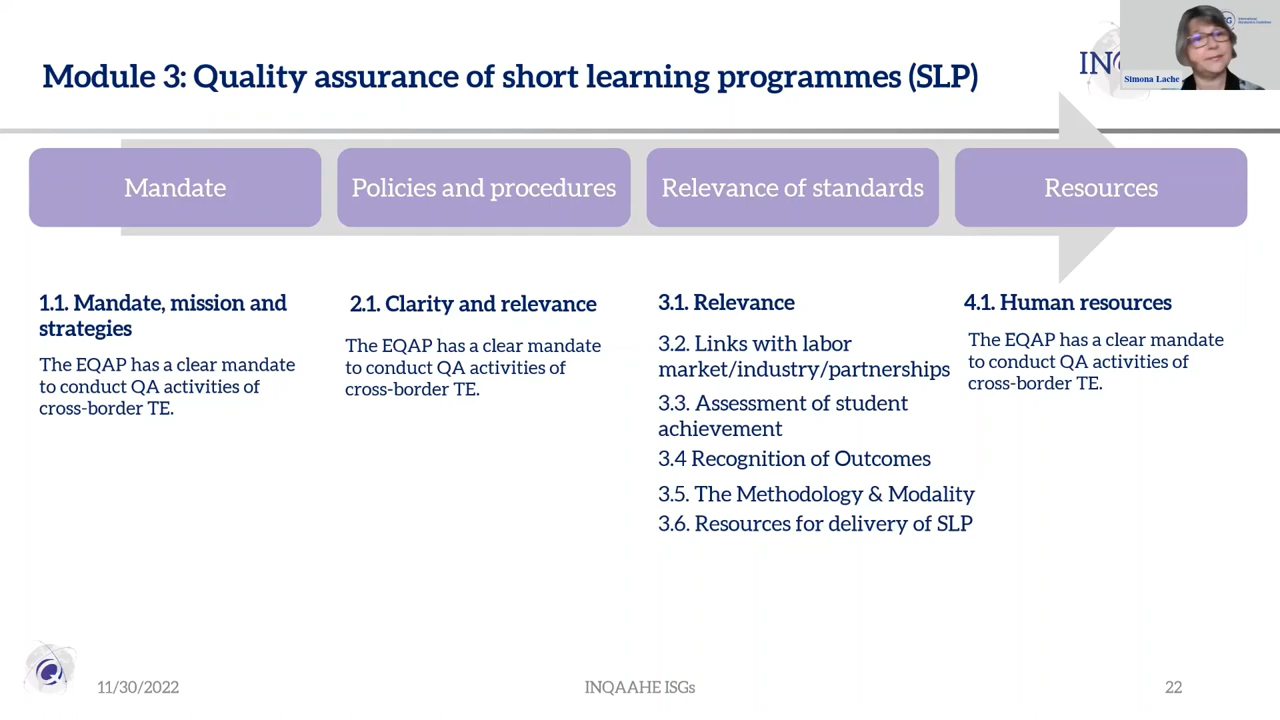 Module 3: Quality assurance of short learning programmes (SLP)
IN
Simona Lache
Mandate
Policies and procedures
Relevance of standards
Resources
1.1. Mandate, mission and
strategies
The EQAP has a clear mandate
to conduct QA activities of
cross-border TE.
2.1. Clarity and relevance
The EQAP has a clear mandate
to conduct QA activities of
cross-border TE.
3.1. Relevance
3.2. Links with labor
market/industry/partnerships
3.3. Assessment of student
achievement
3.4 Recognition of Outcomes
3.5. The Methodology & Modality
3.6. Resources for delivery of SLP
4.1. Human resources
The EQAP has a clear mandate
to conduct QA activities of
cross-border TE.
11/30/2022
INQAAHE ISGs
22